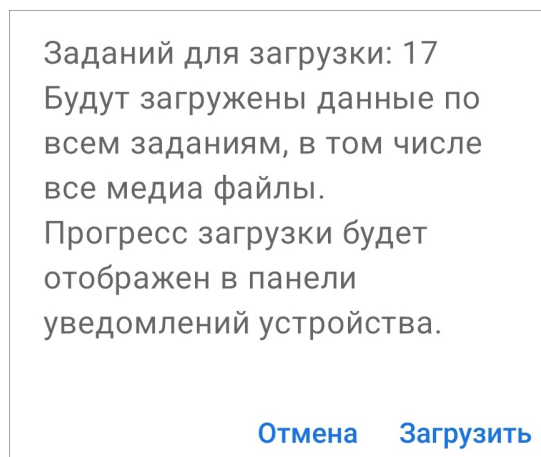 Заданий для загрузки: 17
Будут загружены данные по
всем заданиям, в том числе
все медиа файлы.
Прогресс загрузки будет
отображен в панели
уведомлений устройства.
Отмена Загрузить